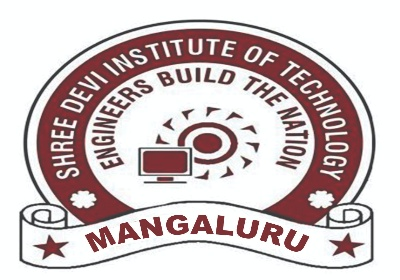 SHREE DEVI INSTITUTE OF TECHNOLOGY
ENGINEERS BUILD THE NATION
MANGALURU